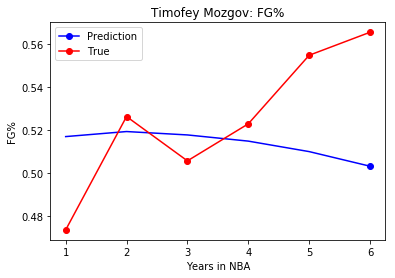 Timofey Mozgov: FG%
Prediction
True
FG%
0.56
0.54
0.52
0.50
0.48
1 2 3 4 5 6
Years in NBA